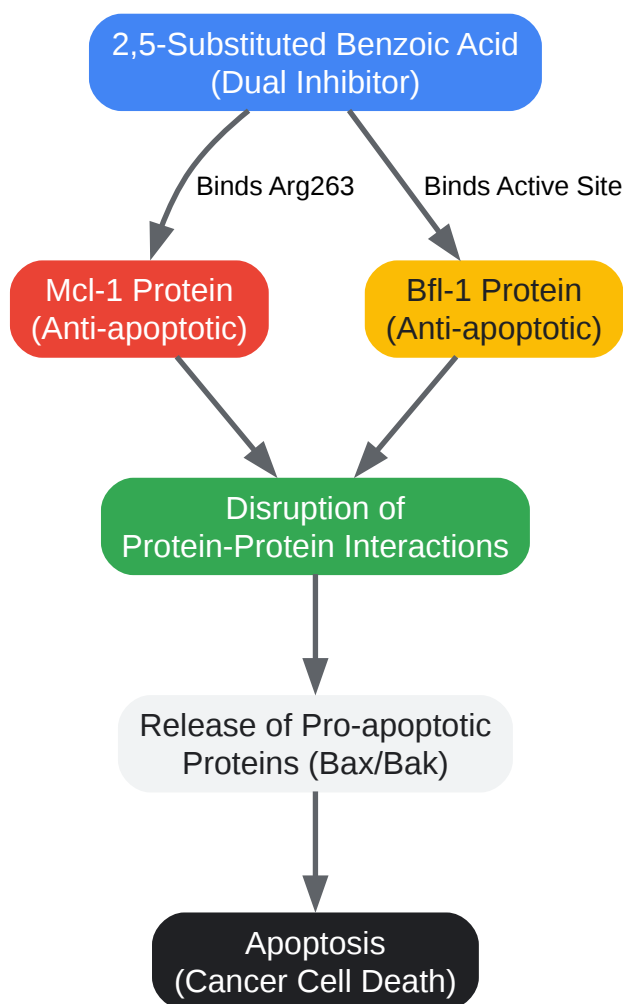 2,5-Substituted Benzoic Acid
(Dual Inhibitor)
Binds Arg263
Binds Active Site
Mcl-1 Protein
(Anti-apoptotic)
Bfl-1 Protein
(Anti-apoptotic)
Disruption of
Protein-Protein Interactions
Release of Pro-apoptotic
Proteins (Bax/Bak)
Apoptosis
(Cancer Cell Death)